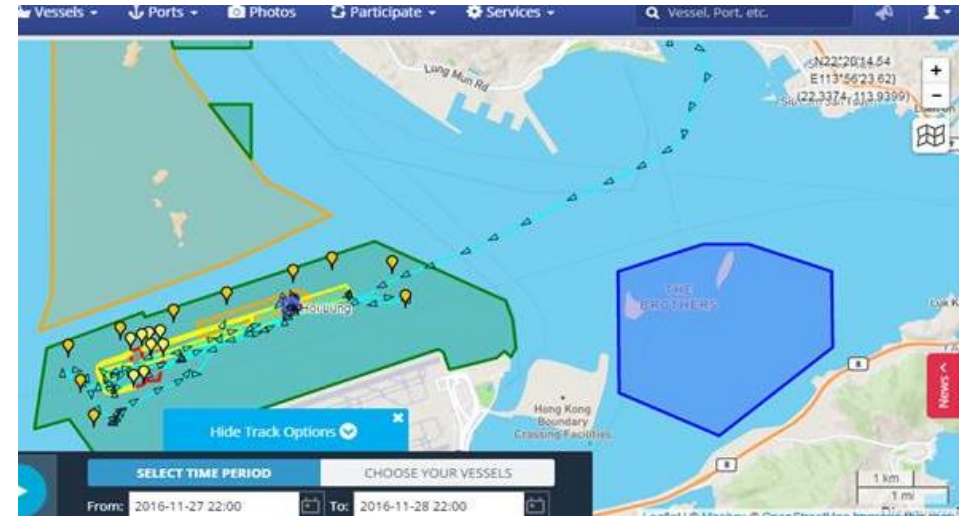 Vessels Ports Photos Participate Services Vessel, Port, etc.
Lung Mun Rd
N22°20'14.54
E113°56'23.62)
(22.3374, 113.9399)
+
−
THE
BROTHERS
8
News
Hong Kong
Boundary
Crossing Facilities
Hide Track Options
8
SELECT TIME PERIOD CHOOSE YOUR VESSELS
1 km
1 mi
From: 2016-11-27 22:00 To: 2016-11-28 22:00